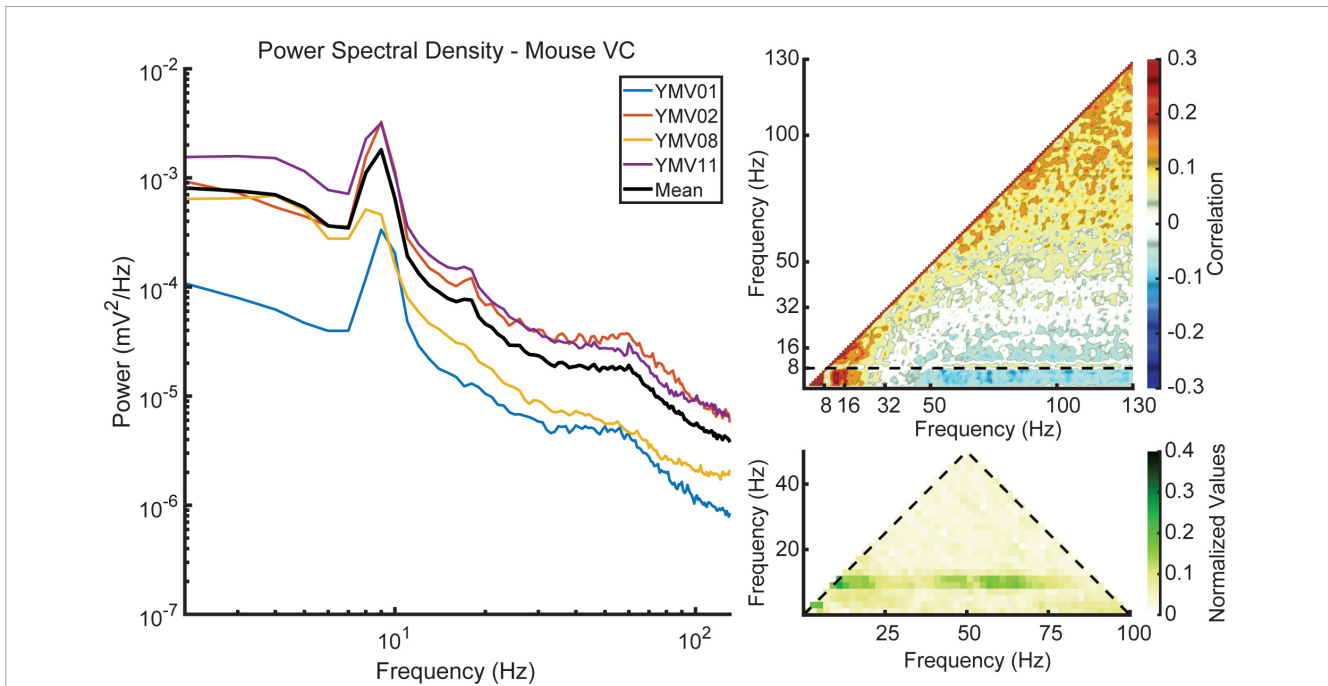 Power Spectral Density - Mouse VC
10^-2
10^-3
10^-4
10^-5
10^-6
10^-7
Power (mV^2/Hz)
10^1
10^2
Frequency (Hz)
YMV01
YMV02
YMV08
YMV11
Mean
130
100
50
32
16
8
Frequency (Hz)
8 16 32 50 100 130
Frequency (Hz)
0.3
0.2
0.1
0
-0.1
-0.2
-0.3
Correlation
40
20
Frequency (Hz)
25 50 75 100
Frequency (Hz)
0.4
0.3
0.2
0.1
0
Normalized Values